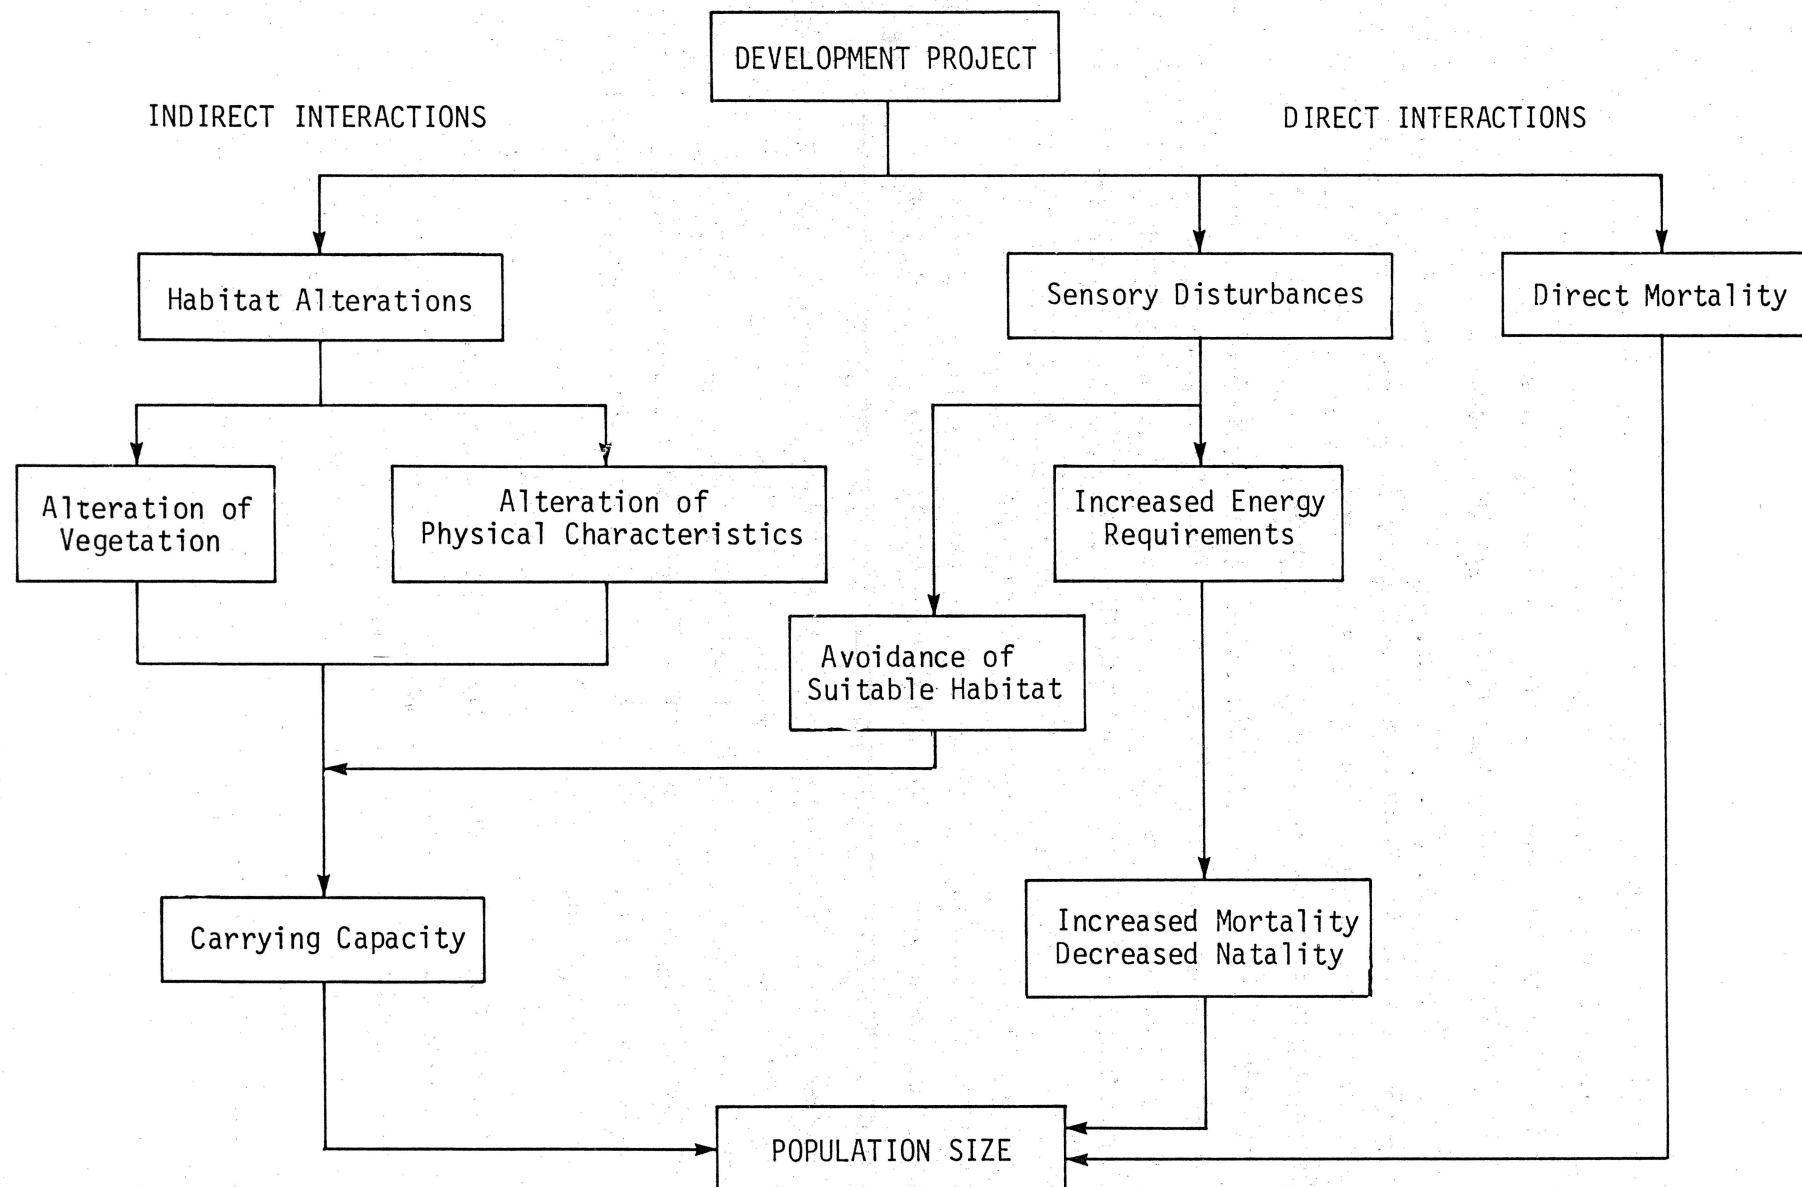 DEVELOPMENT PROJECT
INDIRECT INTERACTIONS
DIRECT INTERACTIONS
Habitat Alterations
Sensory Disturbances
Direct Mortality
Alteration of
Vegetation
Alteration of
Physical Characteristics
Increased Energy
Requirements
Avoidance of
Suitable Habitat
Carrying Capacity
Increased Mortality
Decreased Natality
POPULATION SIZE